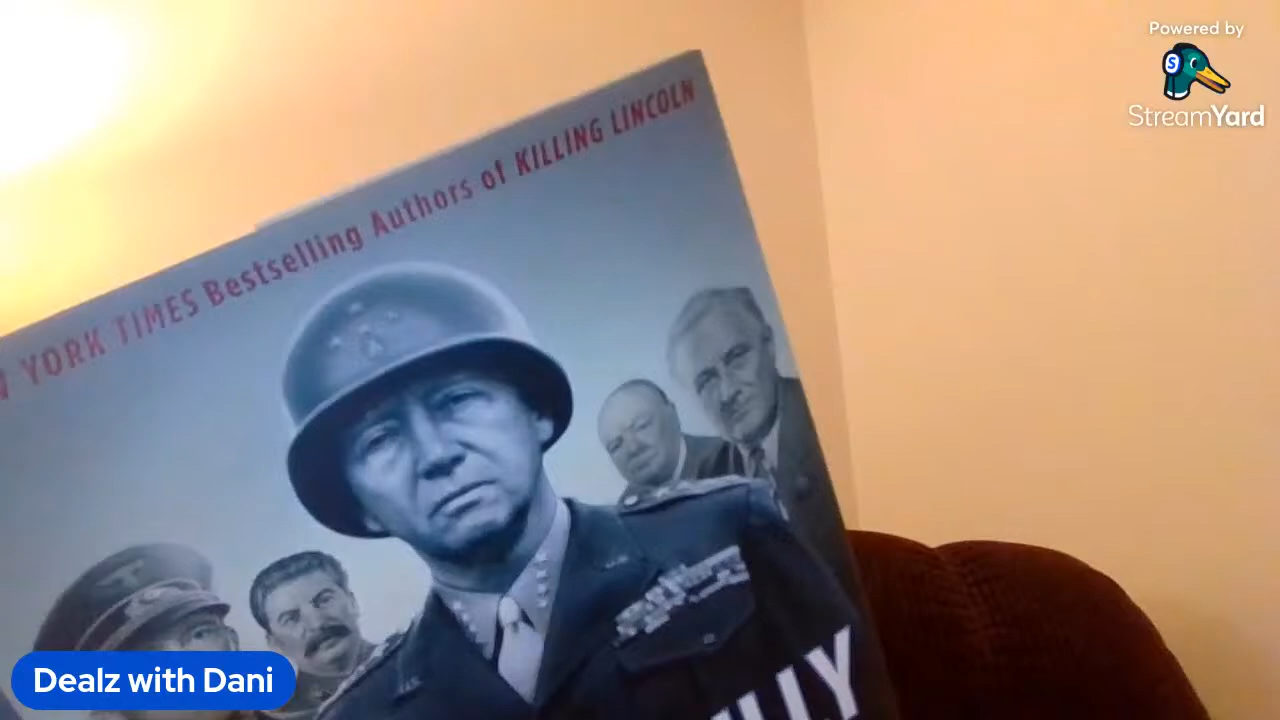 Powered by
S
StreamYard
YORK TIMES Bestselling Authors of KILLING LINCOLN
Dealz with Dani